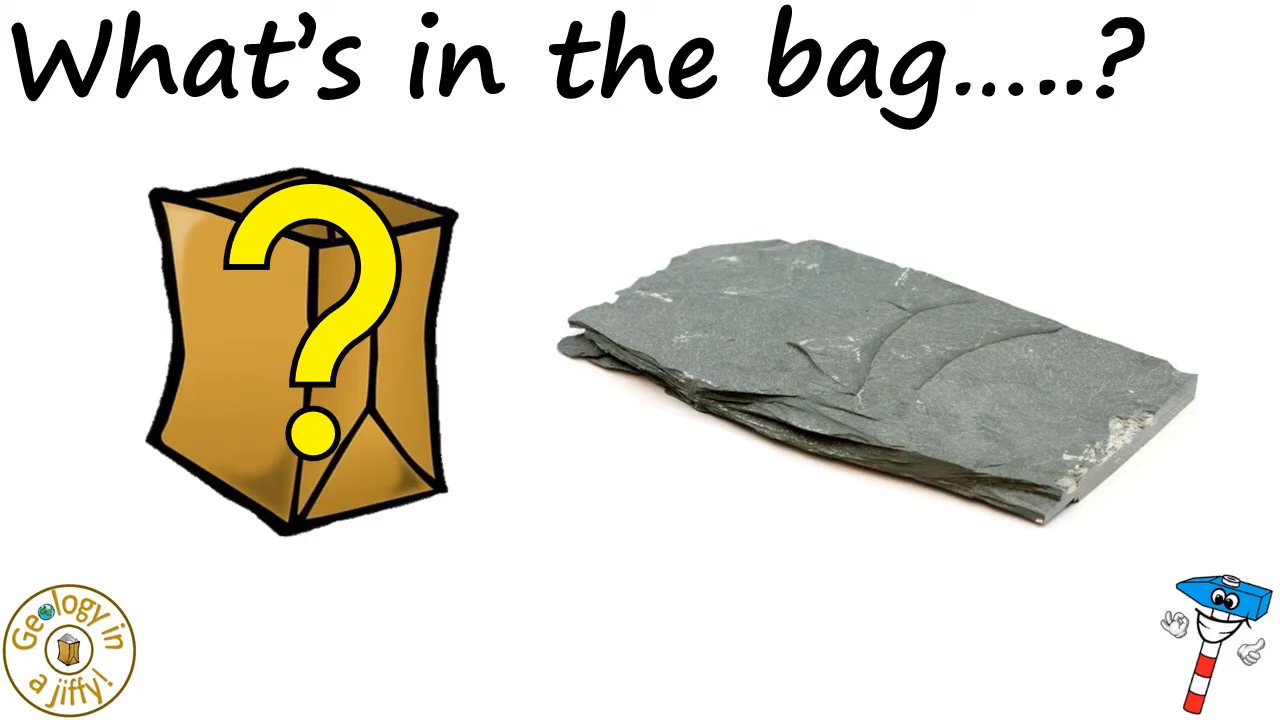 What's in the bag.....?
?
Geology in
a jiffy!